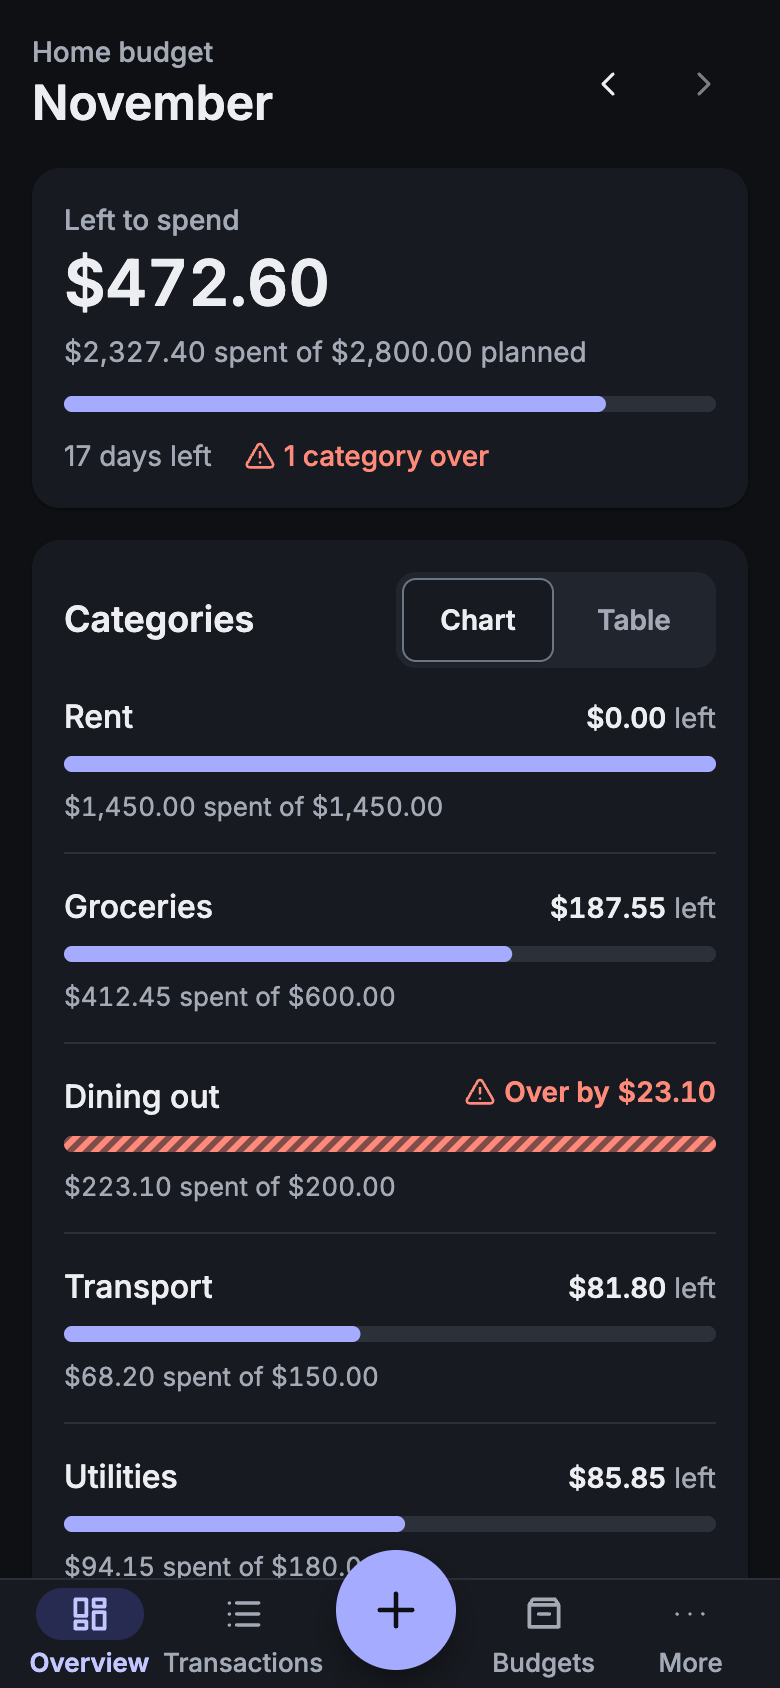 Home budget
November
Left to spend
$472.60
$2,327.40 spent of $2,800.00 planned
17 days left 1 category over
Categories Chart Table
Rent $0.00 left
$1,450.00 spent of $1,450.00
Groceries $187.55 left
$412.45 spent of $600.00
Dining out Over by $23.10
$223.10 spent of $200.00
Transport $81.80 left
$68.20 spent of $150.00
Utilities $85.85 left
$94.15 spent of $180.0
Overview Transactions Budgets More